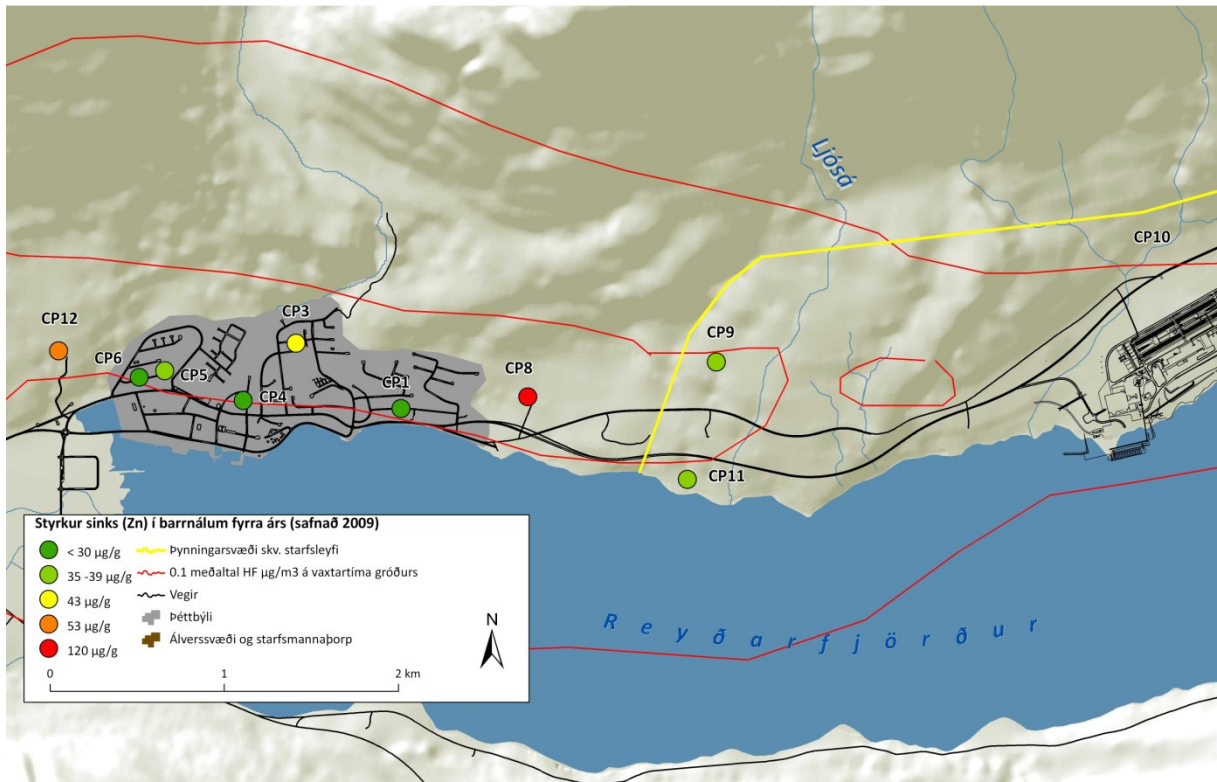 Ljósá
CP10
CP3
CP12
CP9
CP6
CP5
CP8
CP1
CP4
CP11
Styrkur sinks (Zn) í barrnálum fyrra árs (safnað 2009)
< 30 µg/g
35 -39 µg/g
43 µg/g
53 µg/g
120 µg/g
Þynningarsvæði skv. starfsleyfi
0.1 meðaltal HF µg/m3 á vaxtartíma gróðurs
Vegir
Þéttbýli
Álverssvæði og starfsmannaþorp
N
0 1 2 km
Reyðarfjörður